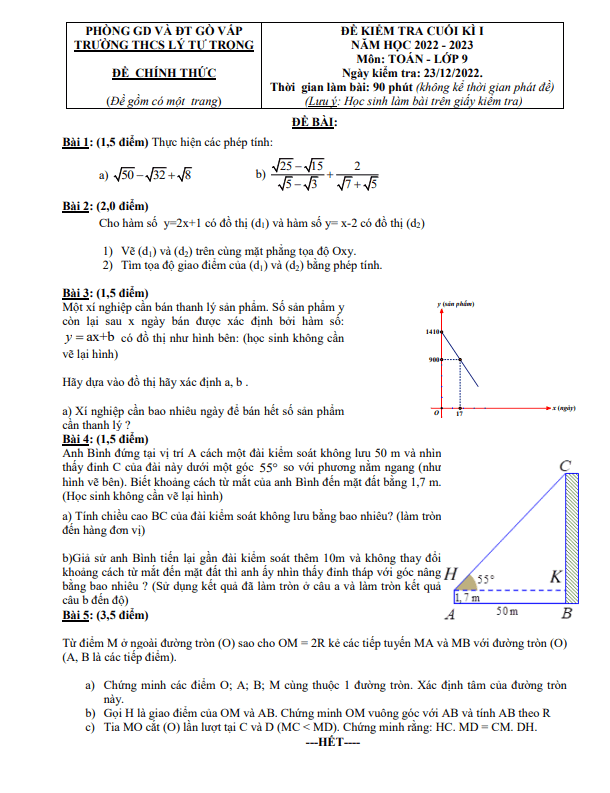 PHÒNG GD VÀ ĐT GÒ VẤP
TRƯỜNG THCS LÝ TỰ TRỌNG
ĐỀ CHÍNH THỨC
(Đề gồm có một trang)
ĐỀ KIỂM TRA CUỐI KÌ I
NĂM HỌC 2022 - 2023
Môn: TOÁN - LỚP 9
Ngày kiểm tra: 23/12/2022.
Thời gian làm bài: 90 phút (không kể thời gian phát đề)
(Lưu ý: Học sinh làm bài trên giấy kiểm tra)
ĐỀ BÀI:
Bài 1: (1,5 điểm) Thực hiện các phép tính:
a) √50 − √32 + √8
b) (√25 − √15)/(√5 − √3) + 2/(√7 + √5)
Bài 2: (2,0 điểm)
Cho hàm số y=2x+1 có đồ thị (d₁) và hàm số y= x-2 có đồ thị (d₂)
1) Vẽ (d₁) và (d₂) trên cùng mặt phẳng tọa độ Oxy.
2) Tìm tọa độ giao điểm của (d₁) và (d₂) bằng phép tính.
Bài 3: (1,5 điểm)
Một xí nghiệp cần bán thanh lý sản phẩm. Số sản phẩm y
còn lại sau x ngày bán được xác định bởi hàm số:
y = ax+b có đồ thị như hình bên: (học sinh không cần
vẽ lại hình)
Hãy dựa vào đồ thị hãy xác định a, b .
a) Xí nghiệp cần bao nhiêu ngày để bán hết số sản phẩm
cần thanh lý ?
y (sản phẩm)
1410
900
O
17
x (ngày)
Bài 4: (1,5 điểm)
Anh Bình đứng tại vị trí A cách một đài kiểm soát không lưu 50 m và nhìn
thấy đỉnh C của đài này dưới một góc 55° so với phương nằm ngang (như
hình vẽ bên). Biết khoảng cách từ mắt của anh Bình đến mặt đất bằng 1,7 m.
(Học sinh không cần vẽ lại hình)
a) Tính chiều cao BC của đài kiểm soát không lưu bằng bao nhiêu? (làm tròn
đến hàng đơn vị)
b)Giả sử anh Bình tiến lại gần đài kiểm soát thêm 10m và không thay đổi
khoảng cách từ mắt đến mặt đất thì anh ấy nhìn thấy đỉnh tháp với góc nâng
bằng bao nhiêu ? (Sử dụng kết quả đã làm tròn ở câu a và làm tròn kết quả
câu b đến độ)
C
H
55°
K
1,7 m
A
50m
B
Bài 5: (3,5 điểm)
Từ điểm M ở ngoài đường tròn (O) sao cho OM = 2R kẻ các tiếp tuyến MA và MB với đường tròn (O)
(A, B là các tiếp điểm).
a) Chứng minh các điểm O; A; B; M cùng thuộc 1 đường tròn. Xác định tâm của đường tròn
này.
b) Gọi H là giao điểm của OM và AB. Chứng minh OM vuông góc với AB và tính AB theo R
c) Tia MO cắt (O) lần lượt tại C và D (MC < MD). Chứng minh rằng: HC. MD = CM. DH.
---HẾT----